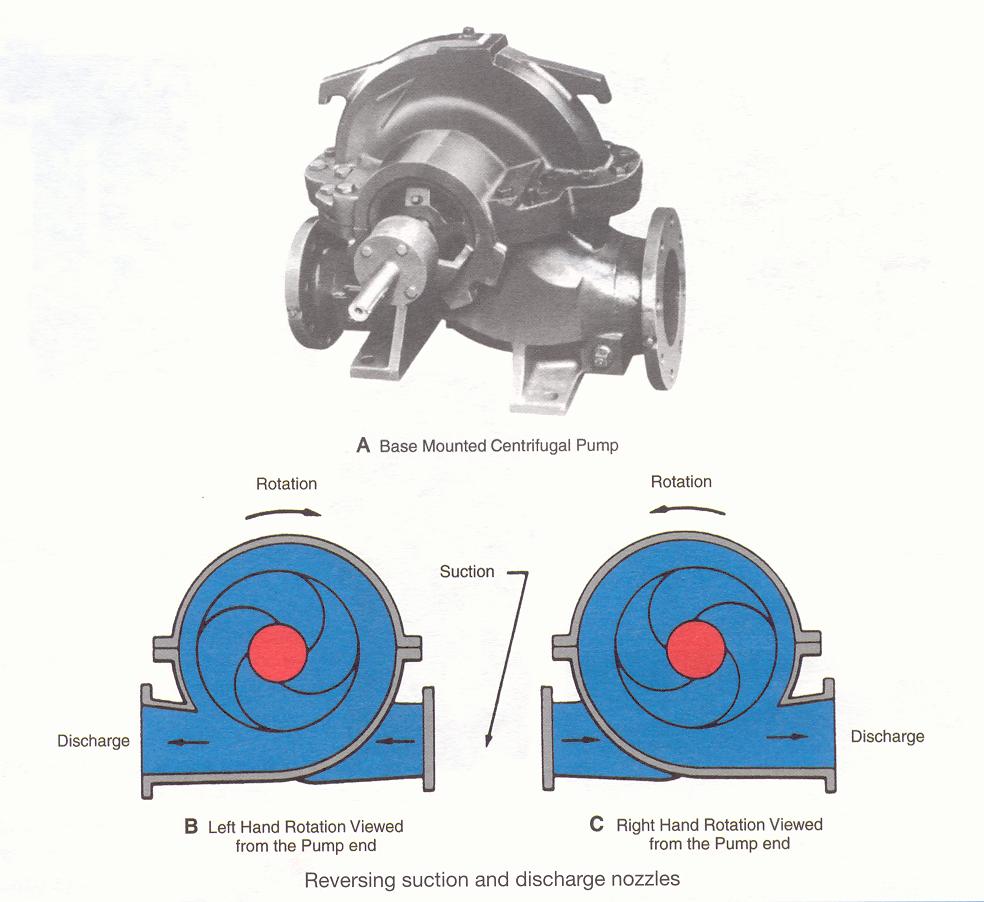 A Base Mounted Centrifugal Pump
Rotation
Rotation
Suction
Discharge
Discharge
B Left Hand Rotation Viewed
from the Pump end
C Right Hand Rotation Viewed
from the Pump end
Reversing suction and discharge nozzles